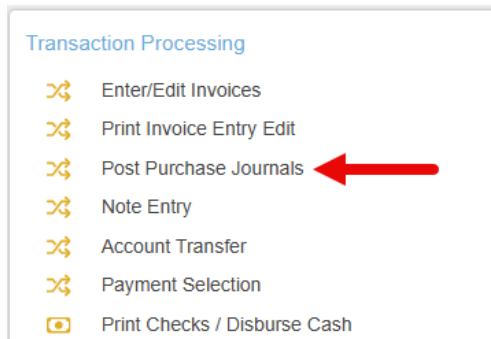 Transaction Processing
Enter/Edit Invoices
Print Invoice Entry Edit
Post Purchase Journals
Note Entry
Account Transfer
Payment Selection
Print Checks / Disburse Cash